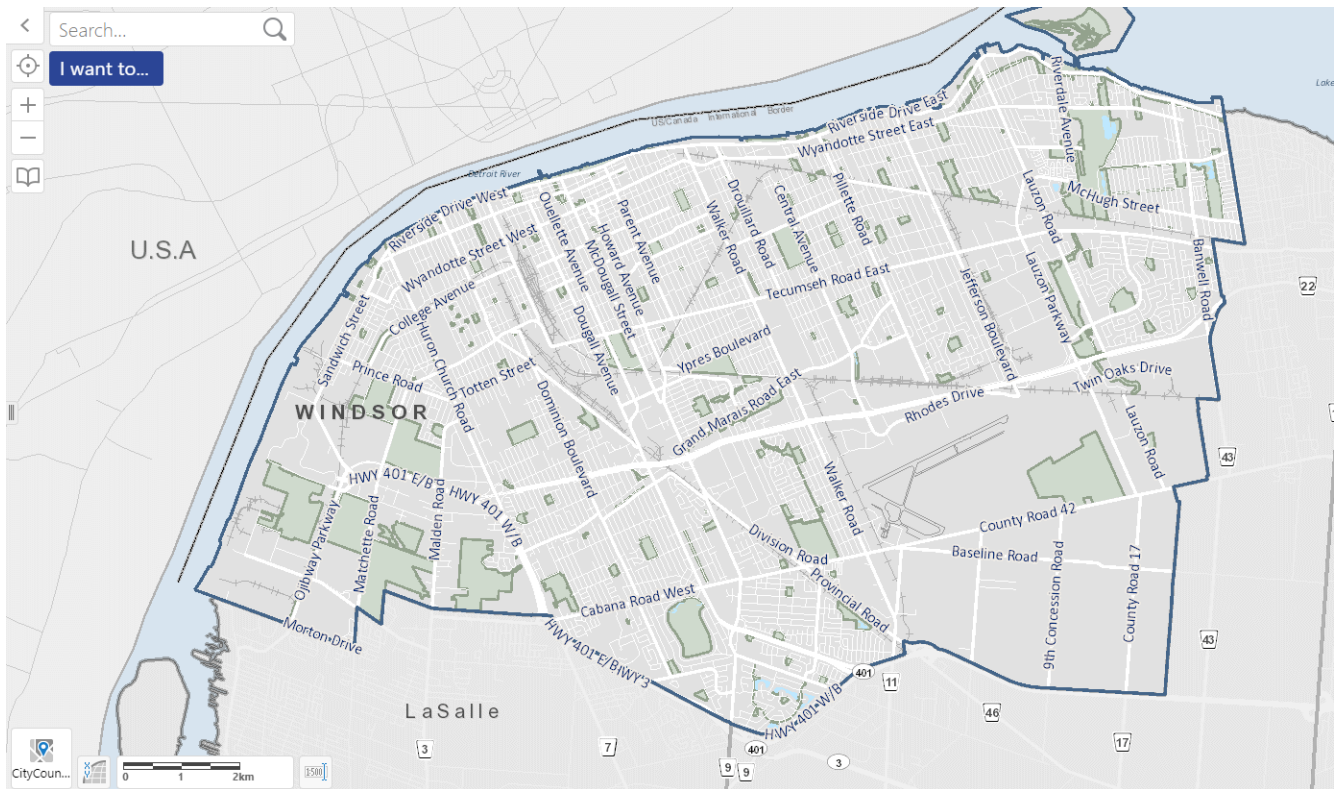 Search...
I want to...
U.S.A
WINDSOR
LaSalle
US/Canada International Border
Detroit River
Lake
Riverside Drive East
Wyandotte Street East
Riverdale Avenue
McHugh Street
Lauzon Road
Lauzon Parkway
Banwell Road
Pillette Road
Central Avenue
Drouillard Road
Walker Road
Parent Avenue
Howard Avenue
McDougall Street
Ouellette Avenue
Riverside Drive West
Wyandotte Street West
College Avenue
Sandwich Street
Huron Church Road
Prince Road
Totten Street
Dougall Avenue
Dominion Boulevard
Tecumseh Road East
Jefferson Boulevard
Ypres Boulevard
Grand Marais Road East
Rhodes Drive
Twin Oaks Drive
Lauzon Road
22
43
HWY 401 E/B
HWY 401 W/B
Ojibway Parkway
Matchette Road
Malden Road
Walker Road
County Road 42
Baseline Road
Division Road
Provincial Road
9th Concession Road
County Road 17
Cabana Road West
Morton Drive
HWY 401 E/B
HWY 3
HWY 401 W/B
401
11
43
46
17
3
7
401
9
9
3
CityCoun...
X
Y
0 1 2km
1:500